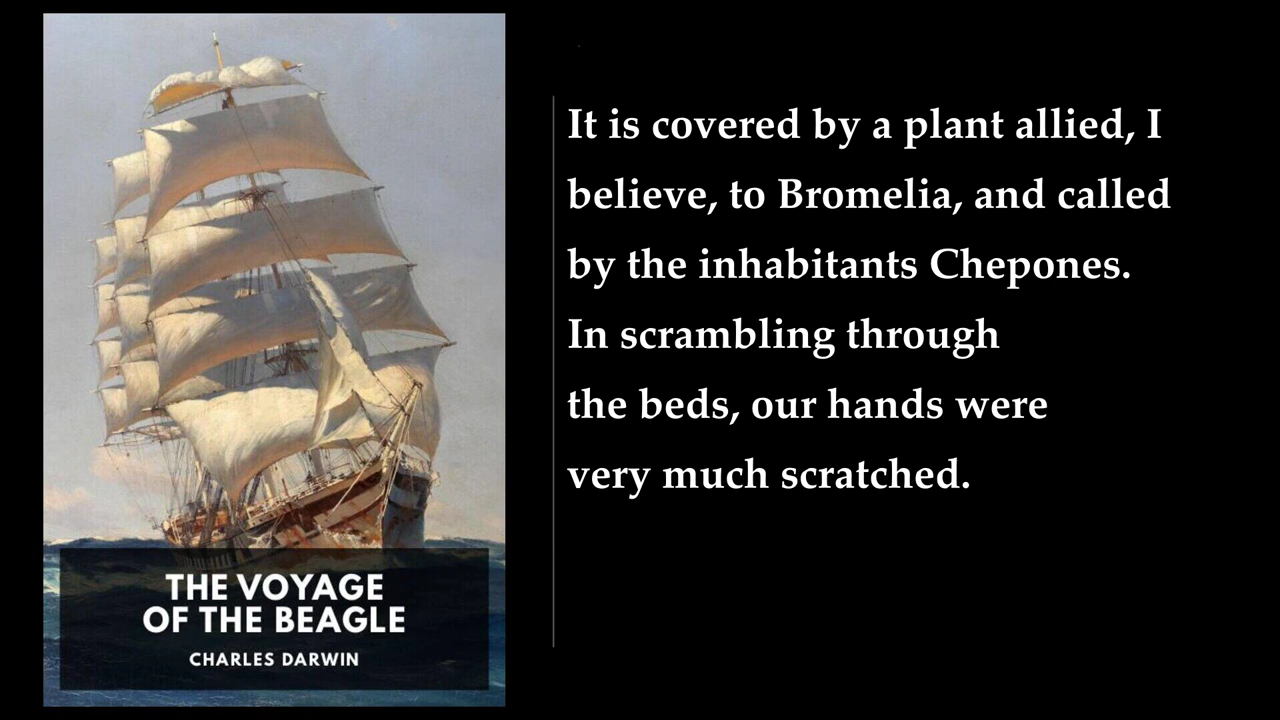 THE VOYAGE
OF THE BEAGLE
CHARLES DARWIN
It is covered by a plant allied, I
believe, to Bromelia, and called
by the inhabitants Chepones.
In scrambling through
the beds, our hands were
very much scratched.